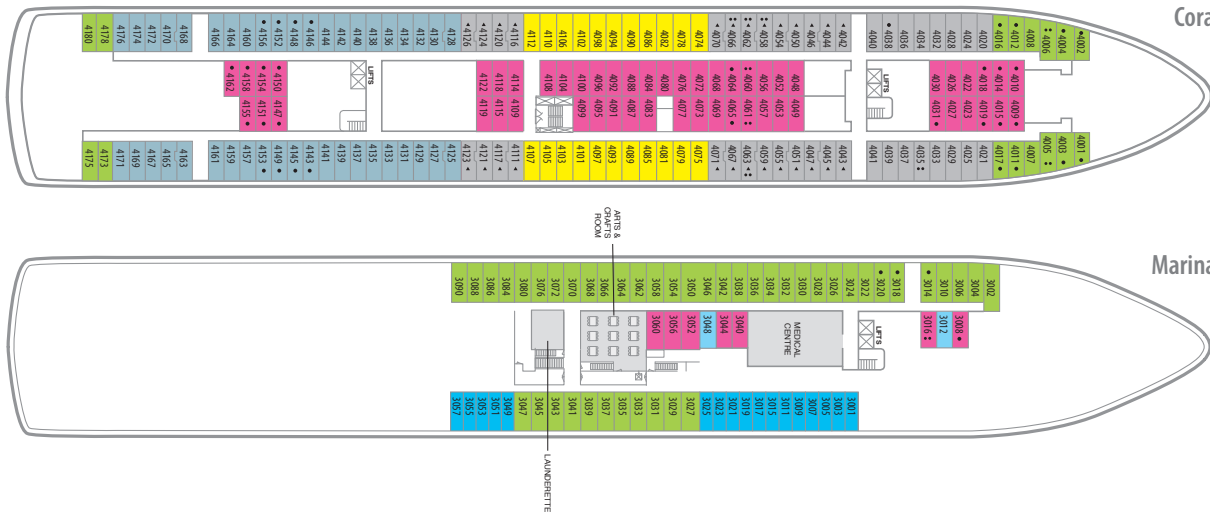 Cora
4180 4178 4176 4174 4172 4170 4168 4166 4164 4160 4156 4152 4148 4146 4144 4142 4140 4138 4136 4132 4130 4128 4126 4124 4120 4116 4112 4110 4106 4102 4098 4094 4090 4086 4082 4078 4074 4070 4066 4062 4058 4054 4050 4046 4044 4042 4040 4038 4036 4034 4032 4028 4024 4020 4016 4012 4008 4006 4004 4002
4162 4158 4154 4150 LIFTS 4122 4118 4114 4108 4104 4100 4096 4092 4088 4084 4080 4076 4072 4068 4064 4060 4056 4052 4048 LIFTS 4030 4026 4022 4018 4014 4010
4155 4151 4147 4119 4115 4109 4099 4095 4091 4087 4083 4077 4073 4069 4065 4061 4057 4053 4049 4031 4027 4023 4019 4015 4009
4175 4173 4171 4169 4167 4165 4163 4161 4159 4157 4153 4149 4145 4143 4141 4139 4137 4135 4133 4131 4129 4127 4125 4123 4121 4117 4111 4107 4105 4103 4101 4097 4093 4089 4085 4081 4079 4075 4071 4067 4063 4059 4055 4051 4047 4045 4043 4041 4039 4037 4035 4033 4029 4025 4021 4017 4011 4007 4005 4003 4001
ARTS &
CRAFTS
ROOM
Marina
3090 3088 3086 3084 3080 3076 3072 3070 3068 3066 3064 3062 3058 3054 3050 3046 3042 3038 3036 3034 3032 3030 3028 3026 3024 3022 3020 3018 3014 3010 3006 3004 3002
3060 3056 3052 3048 3044 3040
MEDICAL
CENTRE
LIFTS
3016 3012 3008
3057 3055 3053 3051 3049 3047 3045 3043 3041 3039 3037 3035 3033 3031 3029 3027 3025 3023 3021 3019 3017 3015 3011 3009 3007 3005 3003 3001
LAUNDERETTE